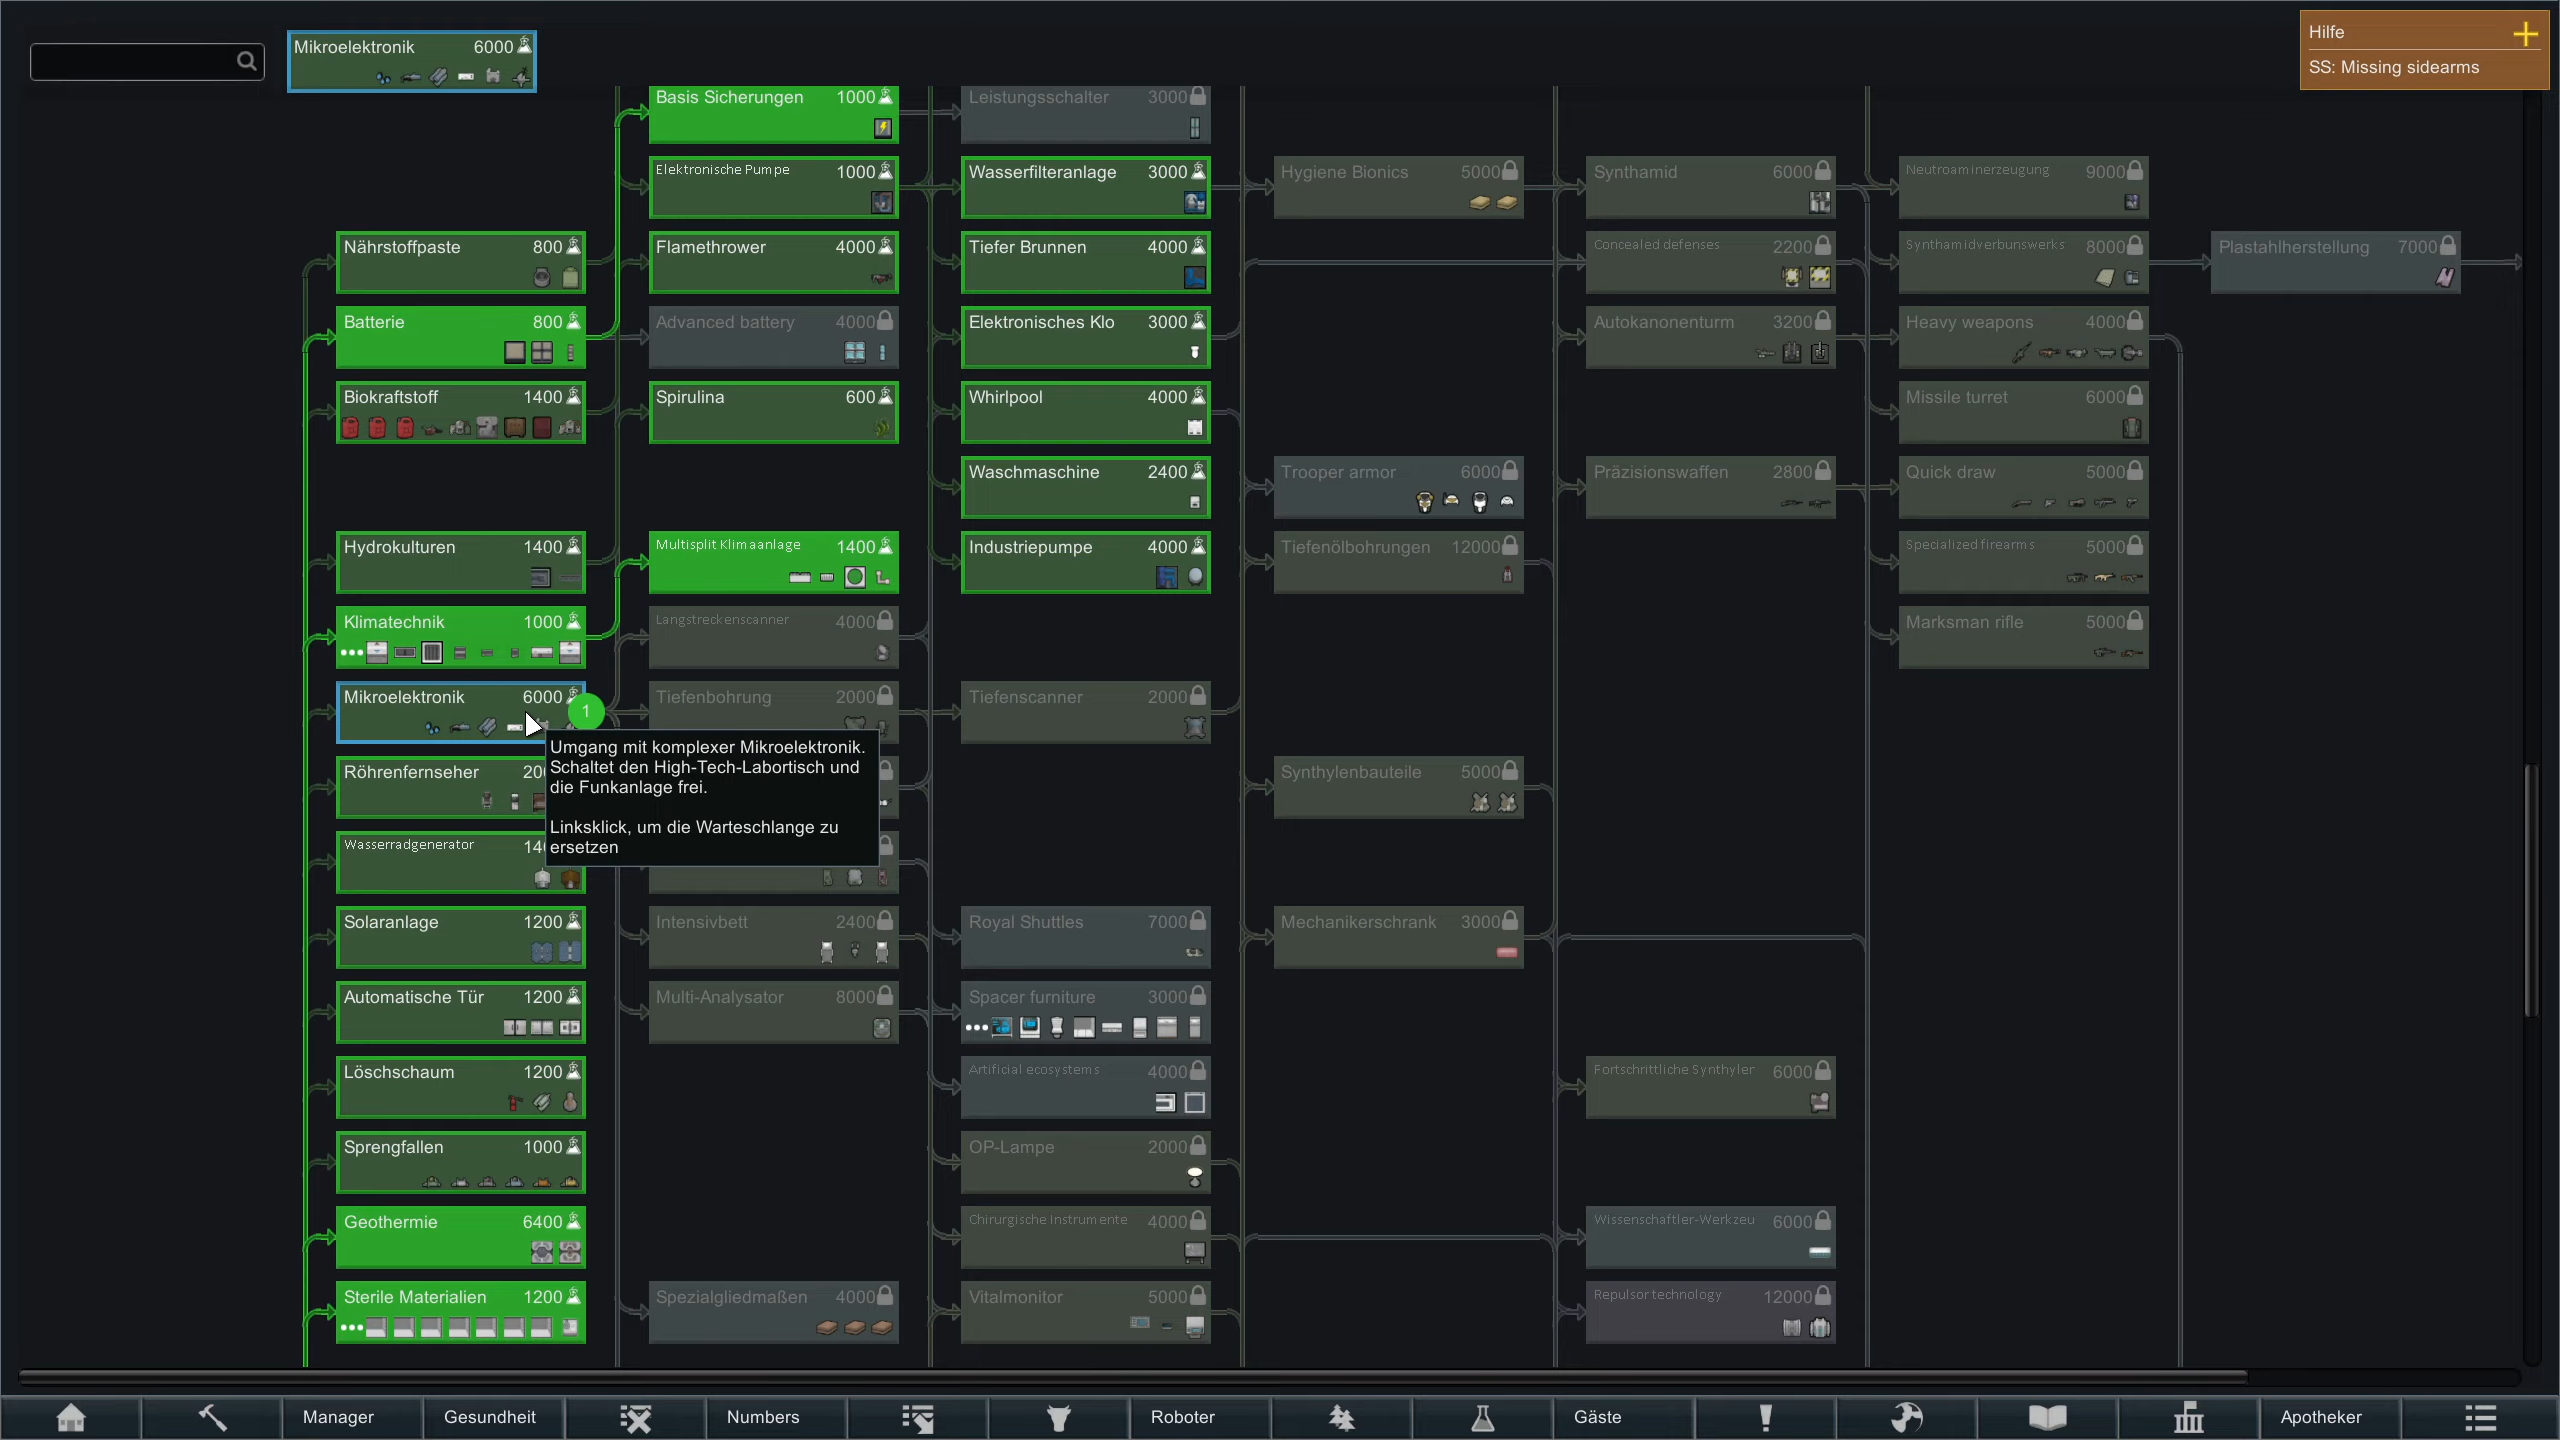 Mikroelektronik 6000
Hilfe
SS: Missing sidearms
Basis Sicherungen 1000
Leistungsschalter 3000
Elektronische Pumpe 1000
Wasserfilteranlage 3000
Hygiene Bionics 5000
Synthamid 6000
Neutroaminerzeugung 9000
Nährstoffpaste 800
Flamethrower 4000
Tiefer Brunnen 4000
Concealed defenses 2200
Synthamidverbunswerks 8000
Plastahlherstellung 7000
Batterie 800
Advanced battery 4000
Elektronisches Klo 3000
Autokanonenturm 3200
Heavy weapons 4000
Biokraftstoff 1400
Spirulina 600
Whirlpool 4000
Missile turret 6000
Waschmaschine 2400
Trooper armor 6000
Präzisionswaffen 2800
Quick draw 5000
Hydrokulturen 1400
Multisplit Klimaanlage 1400
Industriepumpe 4000
Tiefenölbohrungen 12000
Specialized firearms 5000
Klimatechnik 1000
Langstreckenscanner 4000
Marksman rifle 5000
Mikroelektronik 6000
1
Tiefenbohrung 2000
Tiefenscanner 2000
Umgang mit komplexer Mikroelektronik.
Schaltet den High-Tech-Labortisch und
die Funkanlage frei.
Linksklick, um die Warteschlange zu
ersetzen
Röhrenfernseher
Synthylenbauteile 5000
Wasserradgenerator
Solaranlage 1200
Intensivbett 2400
Royal Shuttles 7000
Mechanikerschrank 3000
Automatische Tür 1200
Multi-Analysator 8000
Spacer furniture 3000
Löschschaum 1200
Artificial ecosystems 4000
Fortschrittliche Synthyler 6000
Sprengfallen 1000
OP-Lampe 2000
Geothermie 6400
Chirurgische Instrumente 4000
Wissenschaftler-Werkzeu 6000
Sterile Materialien 1200
Spezialgliedmaßen 4000
Vitalmonitor 5000
Repulsor technology 12000
Manager
Gesundheit
Numbers
Roboter
Gäste
Apotheker